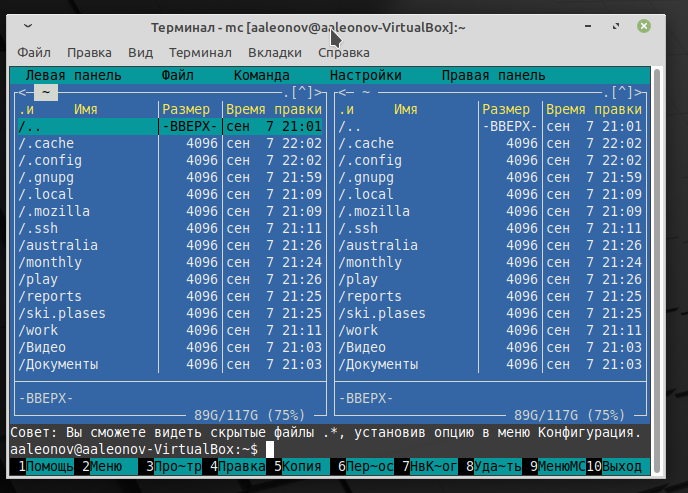 Терминал - mc [aaleonov@aaleonov-VirtualBox]:~
Файл Правка Вид Терминал Вкладки Справка
Левая панель Файл Команда Настройки Правая панель
<─ ~ .[^]> <─ ~ .[^]>
.и Имя Размер Время правки .и Имя Размер Время правки
/.. -ВВЕРХ- сен 7 21:01 /.. -ВВЕРХ- сен 7 21:01
/.cache 4096 сен 7 22:02 /.cache 4096 сен 7 22:02
/.config 4096 сен 7 22:02 /.config 4096 сен 7 22:02
/.gnupg 4096 сен 7 21:59 /.gnupg 4096 сен 7 21:59
/.local 4096 сен 7 21:09 /.local 4096 сен 7 21:09
/.mozilla 4096 сен 7 21:09 /.mozilla 4096 сен 7 21:09
/.ssh 4096 сен 7 21:11 /.ssh 4096 сен 7 21:11
/australia 4096 сен 7 21:26 /australia 4096 сен 7 21:26
/monthly 4096 сен 7 21:24 /monthly 4096 сен 7 21:24
/play 4096 сен 7 21:26 /play 4096 сен 7 21:26
/reports 4096 сен 7 21:25 /reports 4096 сен 7 21:25
/ski.plases 4096 сен 7 21:25 /ski.plases 4096 сен 7 21:25
/work 4096 сен 7 21:11 /work 4096 сен 7 21:11
/Видео 4096 сен 7 21:03 /Видео 4096 сен 7 21:03
/Документы 4096 сен 7 21:03 /Документы 4096 сен 7 21:03
-ВВЕРХ- -ВВЕРХ-
89G/117G (75%) 89G/117G (75%)
Совет: Вы сможете видеть скрытые файлы .*, установив опцию в меню Конфигурация.
aaleonov@aaleonov-VirtualBox:~$
1Помощь 2Меню 3Про~тр 4Правка 5Копия 6Пер~ос 7НвК~ог 8Уда~ть 9МенюMC 10Выход